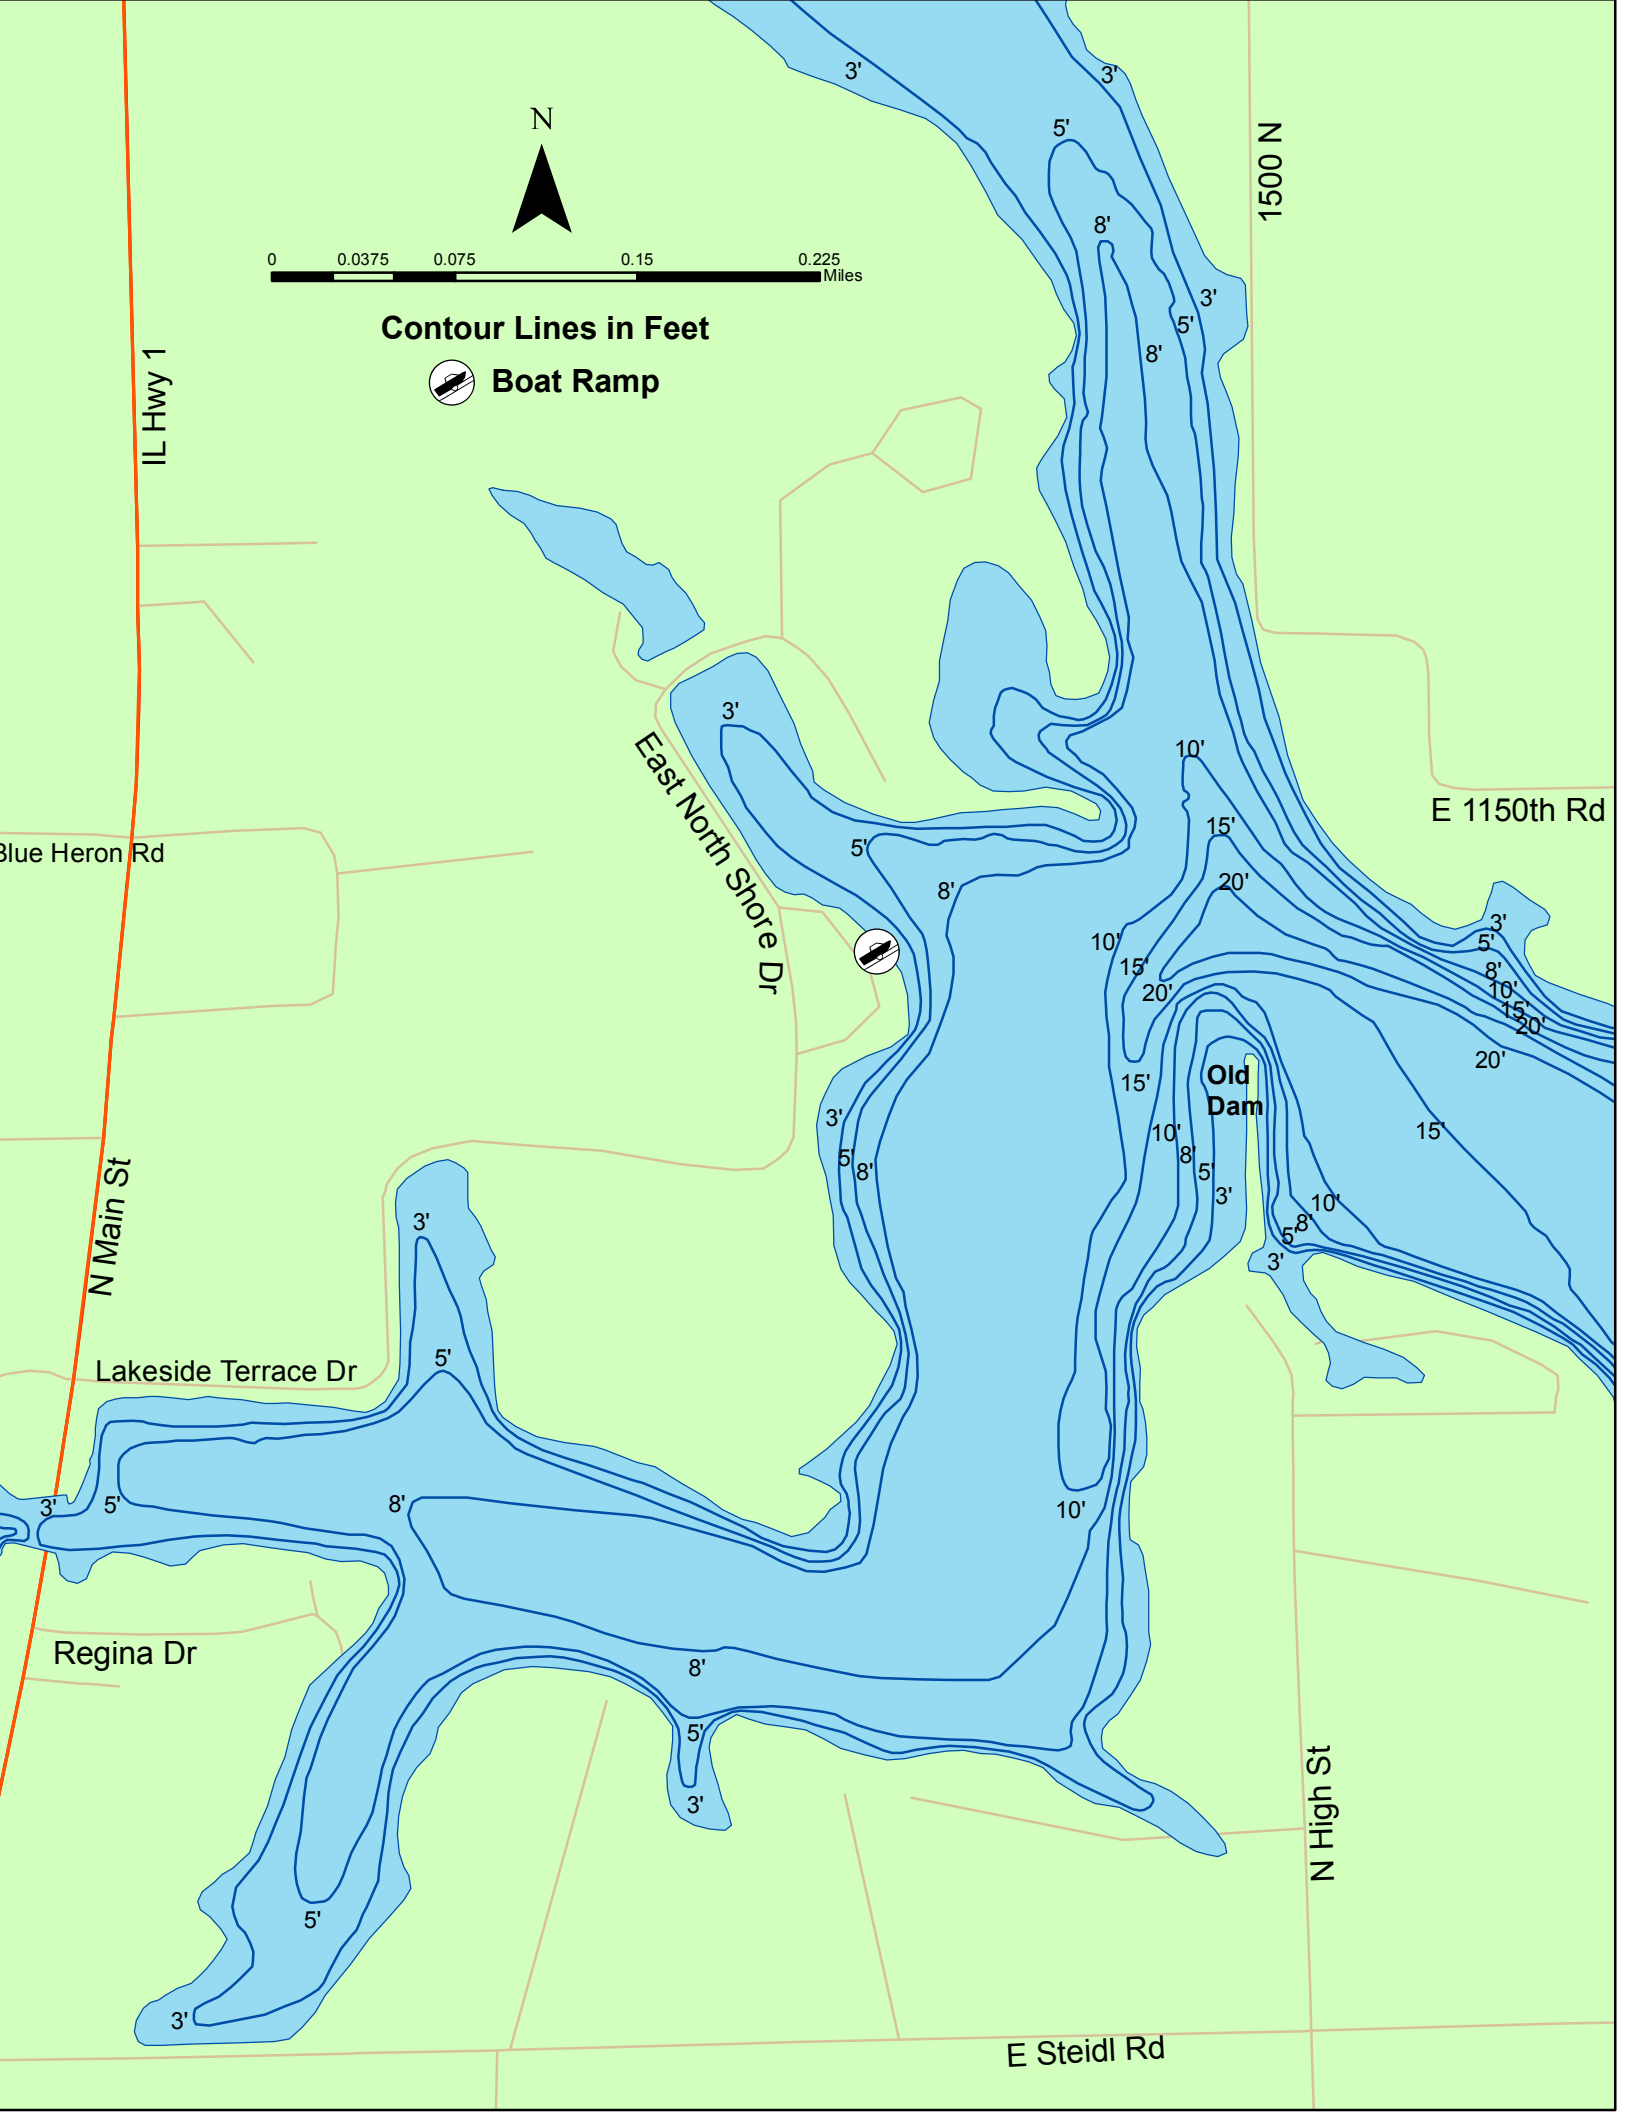 3'
3'
N
5'
1500 N
8'
0 0.0375 0.075 0.15 0.225
Miles
3'
5'
Contour Lines in Feet
8'
IL Hwy 1
Boat Ramp
3'
10'
East North Shore Dr
E 1150th Rd
15'
Blue Heron Rd
5'
20'
8'
3'
10'
5'
15'
8'
20'
10'
15'
20'
20'
15'
Old
Dam
3'
10'
15'
5'
8'
8'
5'
3'
10'
8'
5'
3'
N Main St
3'
5'
Lakeside Terrace Dr
3'
5'
8'
10'
Regina Dr
8'
5'
3'
N High St
5'
3'
E Steidl Rd